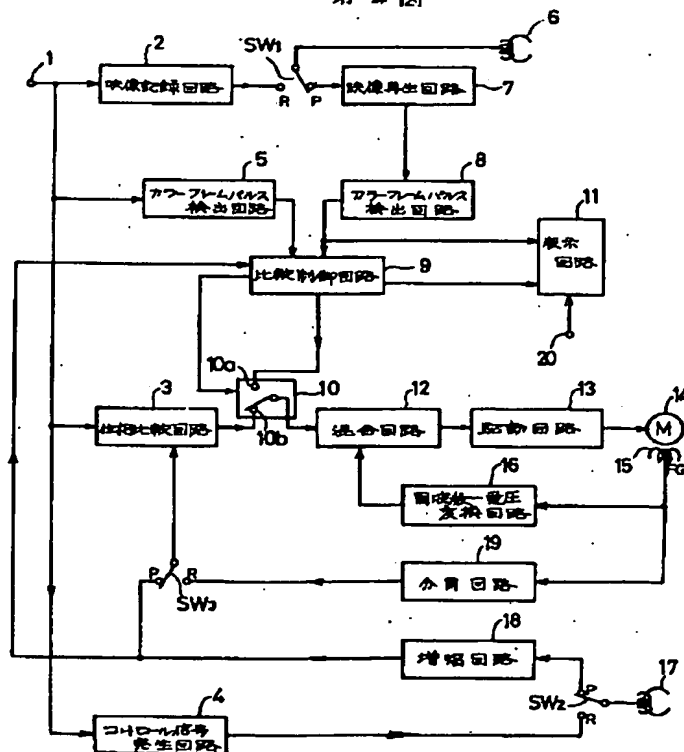 6
2
SW₁
1
映像記録回路
R
P
映像再生回路
7
5
8
カラーフレームパルス
検出回路
カラーフレームパルス
検出回路
11
表示
回路
比較制御回路
9
20
10a
10
3
10b
12
13
14
位相比較回路
混合回路
駆動回路
M
15
FG
16
周波数-電圧
変換回路
19
P
R
SW₃
分周回路
18
増幅回路
17
P
SW₂
R
4
コントロール信号
発生回路